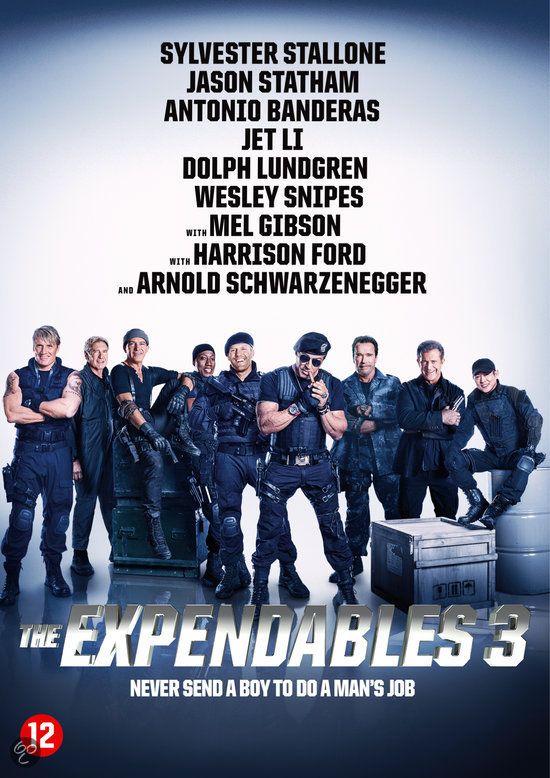 SYLVESTER STALLONE
JASON STATHAM
ANTONIO BANDERAS
JET LI
DOLPH LUNDGREN
WESLEY SNIPES
WITH MEL GIBSON
WITH HARRISON FORD
AND ARNOLD SCHWARZENEGGER
THE EXPENDABLES 3
NEVER SEND A BOY TO DO A MAN'S JOB
12